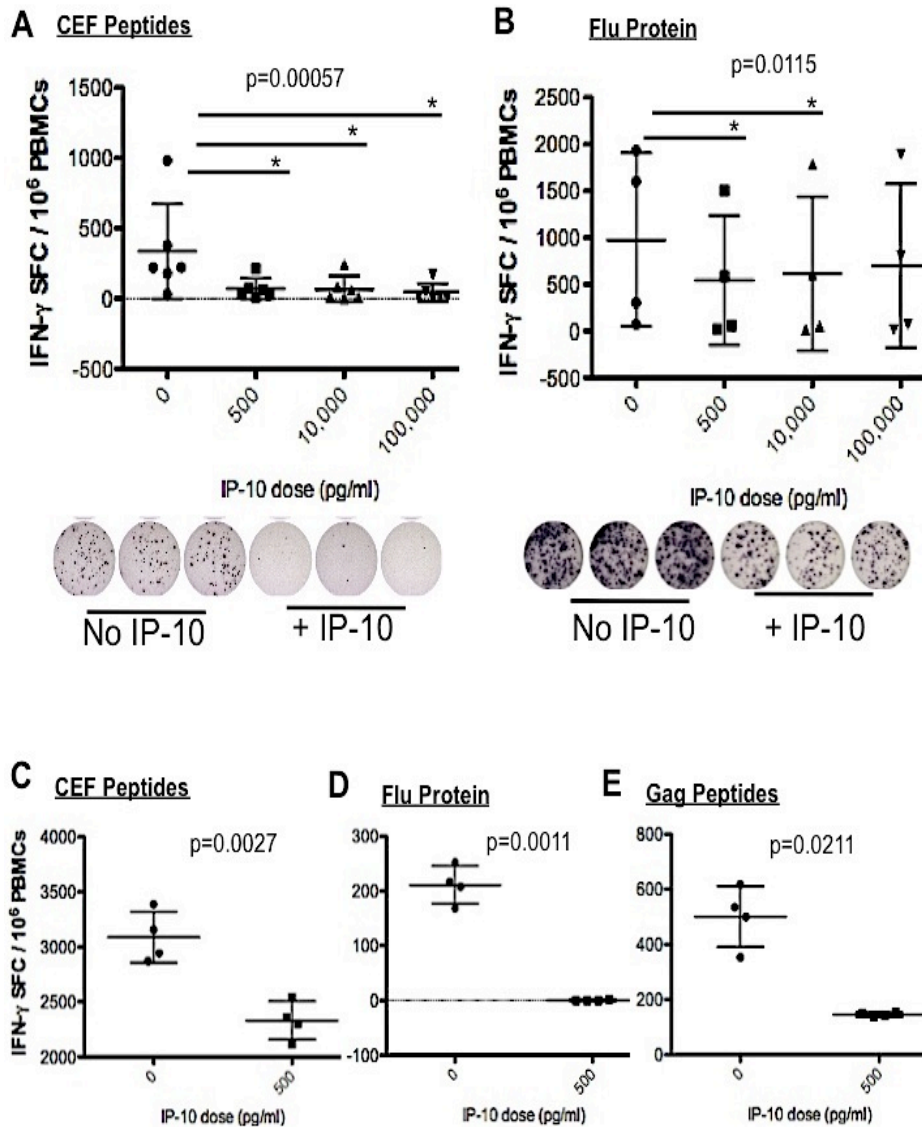 A CEF Peptides
p=0.00057
IFN-γ SFC / 10⁶ PBMCs
1500
1000
500
0
-500
*
*
*
0 500 10,000 100,000
IP-10 dose (pg/ml)
No IP-10 + IP-10
B Flu Protein
p=0.0115
IFN-γ SFC / 10⁶ PBMCs
2500
2000
1500
1000
500
0
-500
*
*
0 500 10,000 100,000
IP-10 dose (pg/ml)
No IP-10 + IP-10
C CEF Peptides
p=0.0027
IFN-γ SFC / 10⁶ PBMCs
4000
3500
3000
2500
2000
0 500
IP-10 dose (pg/ml)
D Flu Protein
p=0.0011
300
200
100
0
-100
0 500
IP-10 dose (pg/ml)
E Gag Peptides
p=0.0211
800
600
400
200
0
0 500
IP-10 dose (pg/ml)